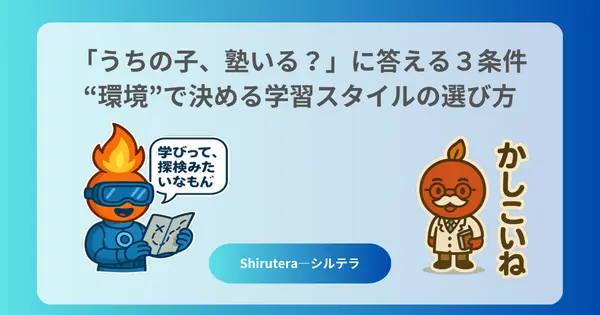 「うちの子、塾いる？」に答える３条件
“環境”で決める学習スタイルの選び方
学びって、
探検みた
いなもん
かしこいね
Shirutera―シルテラ